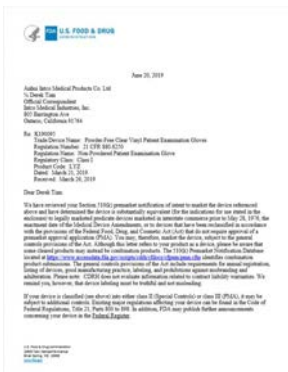 FDA U.S. FOOD & DRUG
ADMINISTRATION
June 20, 2019
Anhui Intco Medical Products Co. Ltd
% Derek Tian
Official Correspondent
Intco Medical Industries, Inc.
805 Barrington Ave
Ontario, California 91764
Trade/Device Name: Powder Free Clear Vinyl Patient Examination Gloves
Regulation Number: 21 CFR 880.6250
Regulation Name: Non-Powdered Patient Examination Glove
Regulatory Class: Class I
Product Code: LYZ
Dated: March 25, 2019
Received: March 26, 2019
We have reviewed your Section 510(k) premarket notification of intent to market the device referenced
above and have determined the device is substantially equivalent (for the indications for use stated in the
enclosure) to legally marketed predicate devices marketed in interstate commerce prior to May 28, 1976, the
enactment date of the Medical Device Amendments, or to devices that have been reclassified in accordance
with the provisions of the Federal Food, Drug, and Cosmetic Act (Act) that do not require approval of a
premarket approval application (PMA). You may, therefore, market the device, subject to the general
controls provisions of the Act. Although this letter refers to your product as a device, please be aware that
some cleared products may instead be combination products. The 510(k) Premarket Notification Database
located at https://www.accessdata.fda.gov/scripts/cdrh/cfdocs/cfpmn/pmn.cfm identifies combination
product submissions. The general controls provisions of the Act include requirements for annual registration,
listing of devices, good manufacturing practice, labeling, and prohibitions against misbranding and
adulteration. Please note: CDRH does not evaluate information related to contract liability warranties. We
remind you, however, that device labeling must be truthful and not misleading.
If your device is classified (see above) into either class II (Special Controls) or class III (PMA), it may be
subject to additional controls. Existing major regulations affecting your device can be found in the Code of
Federal Regulations, Title 21, Parts 800 to 898. In addition, FDA may publish further announcements
concerning your device in the Federal Register.